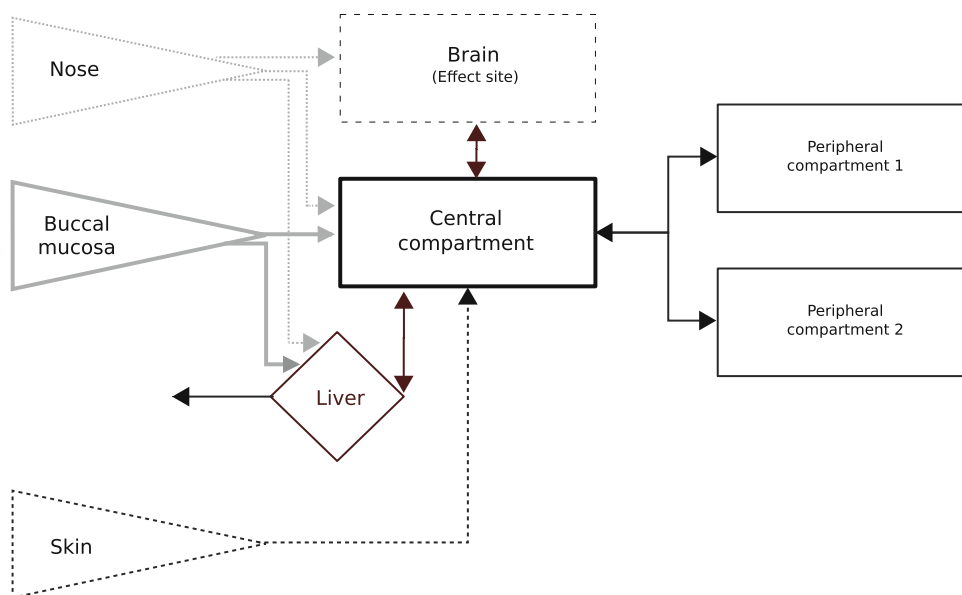 Nose
Brain
(Effect site)
Peripheral
compartment 1
Buccal
mucosa
Central
compartment
Peripheral
compartment 2
Liver
Skin